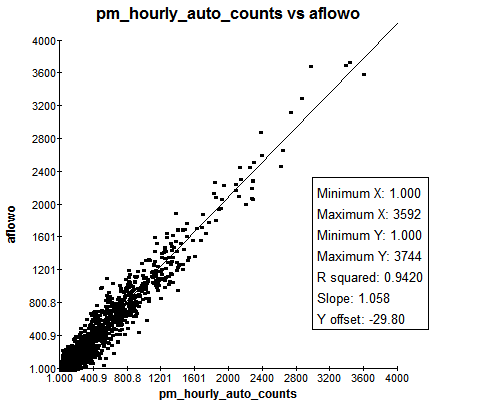 pm_hourly_auto_counts vs aflowo
4000
3600
3200
2800
2400
2000
1601
1201
800.8
400.9
1.000
aflowo
Minimum X: 1.000
Maximum X: 3592
Minimum Y: 1.000
Maximum Y: 3744
R squared: 0.9420
Slope: 1.058
Y offset: -29.80
1.000 400.9 800.8 1201 1601 2000 2400 2800 3200 3600 4000
pm_hourly_auto_counts